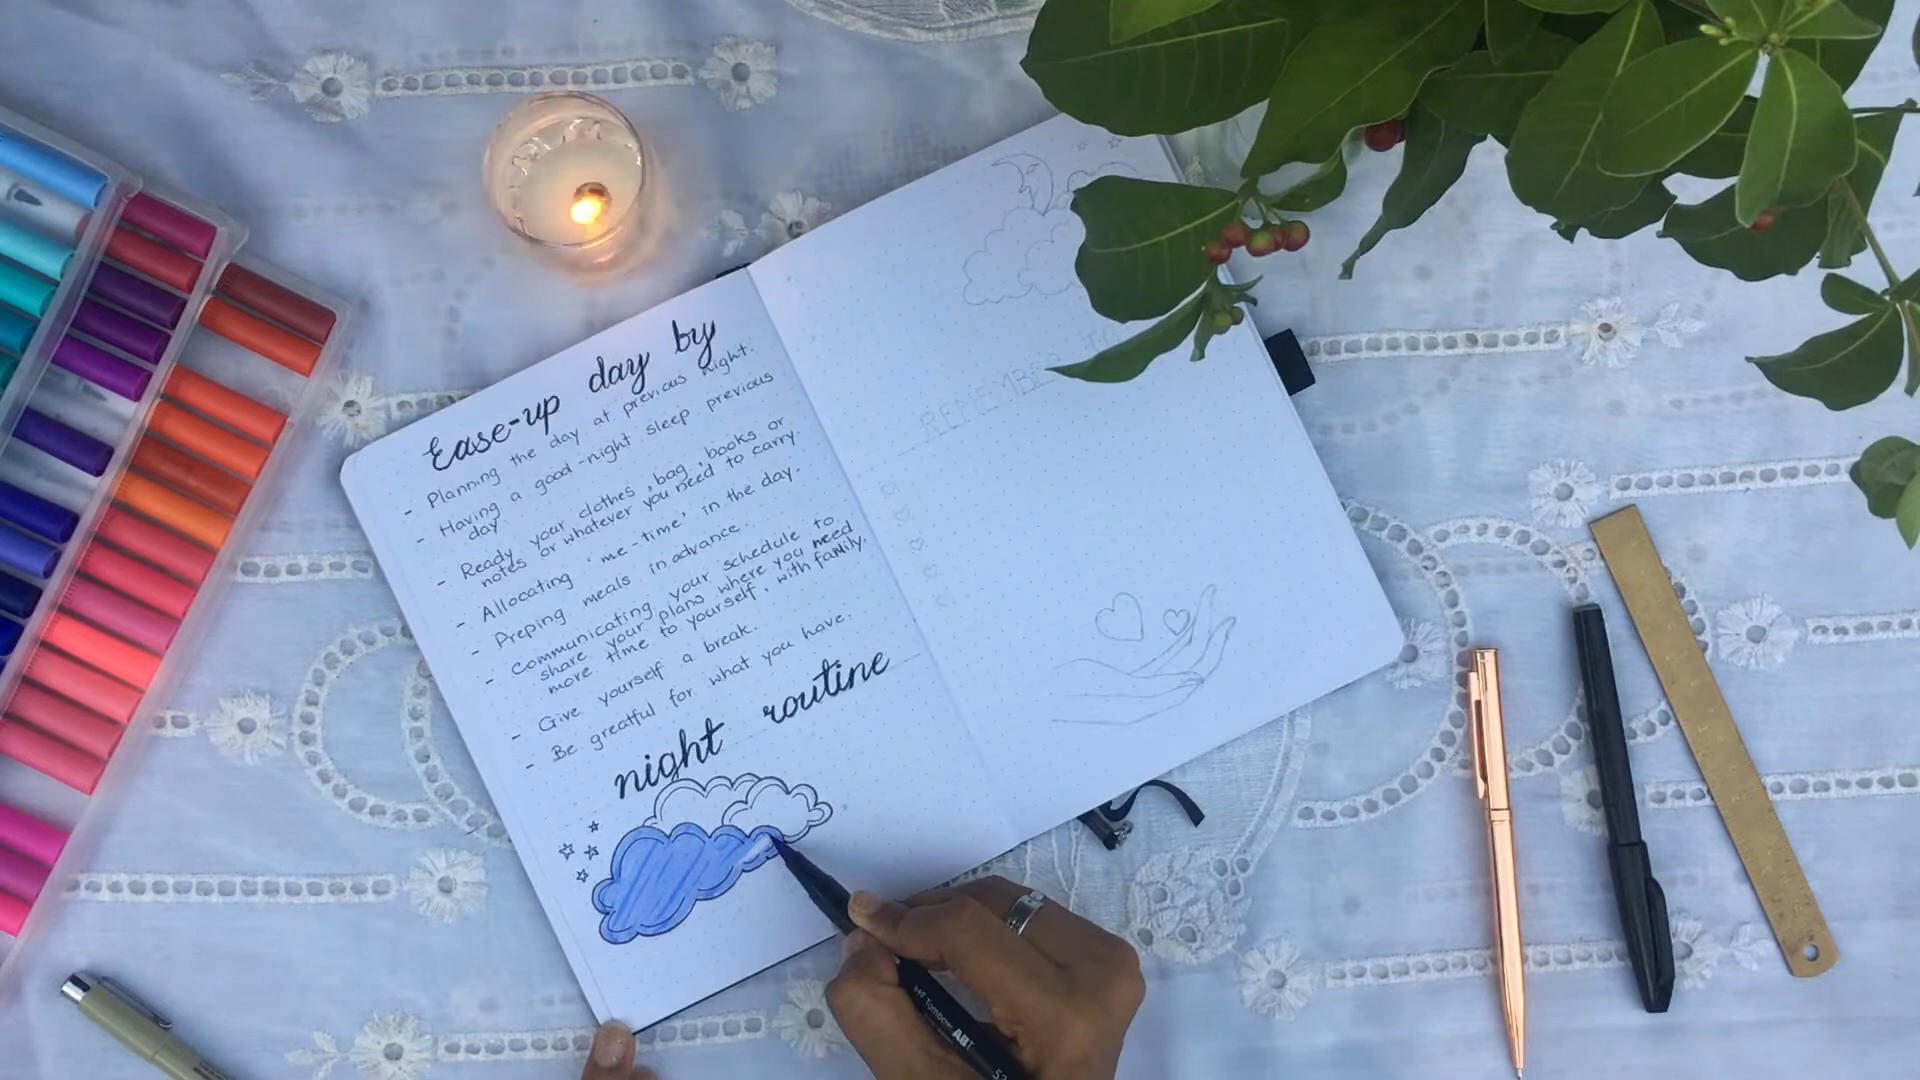 Ease-up day by
- Planning the day at previous night.
- Having a good-night sleep previous
day
- Ready your clothes, bag, books or
notes or whatever you need to carry.
- Allocating 'me-time' in the day.
- Preping meals in advance.
- Communicating your schedule to
share your plans where you need
more time to yourself, with family.
- Give yourself a break.
- Be greatful for what you have.
night routine
REMEMBER TO
Tombow ABT